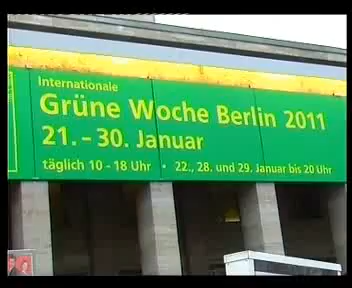 Internationale
Grüne Woche Berlin 2011
21. – 30. Januar
täglich 10 - 18 Uhr • 22., 28. und 29. Januar bis 20 Uhr